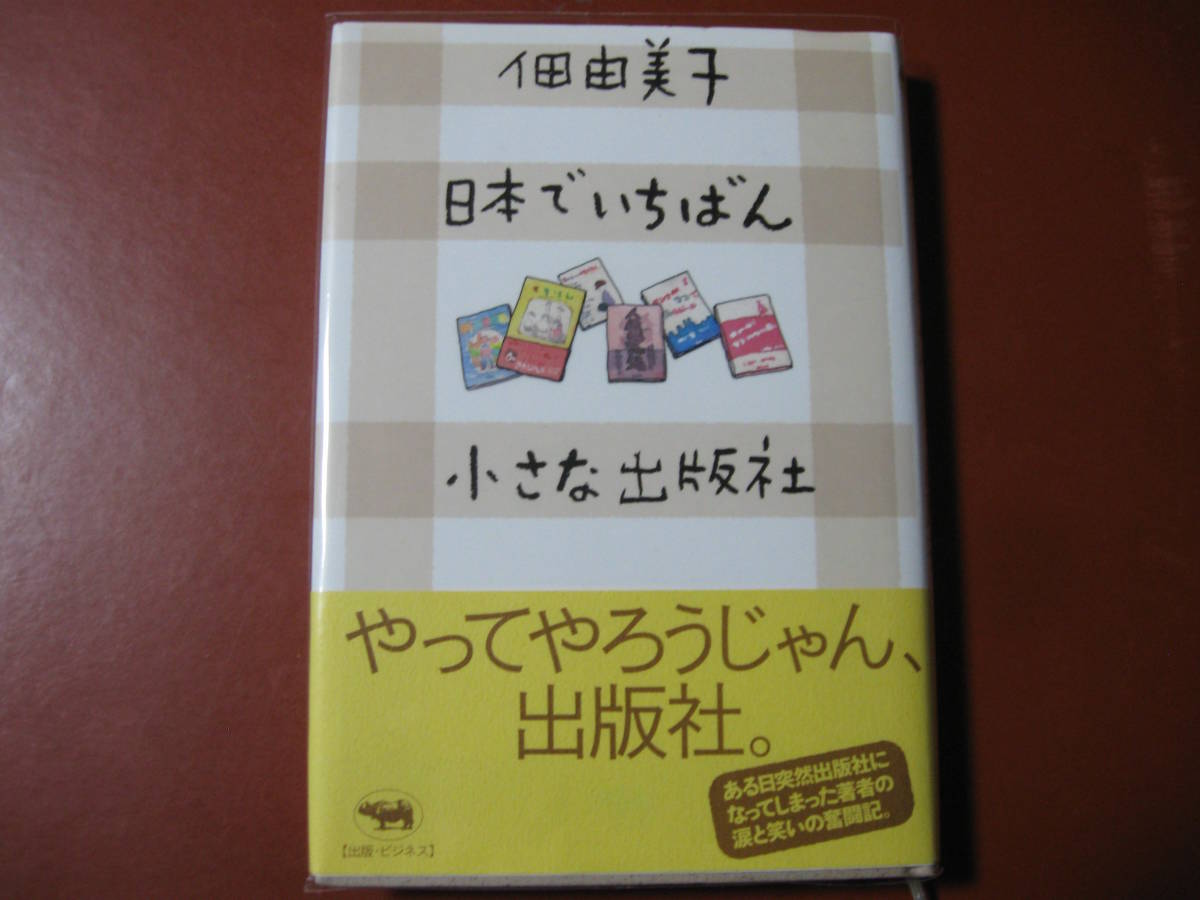 佃由美子
日本でいちばん
小さな出版社
やってやろうじゃん、
出版社。
ある日突然出版社に
なってしまった著者の
涙と笑いの奮闘記。
【出版・ビジネス】